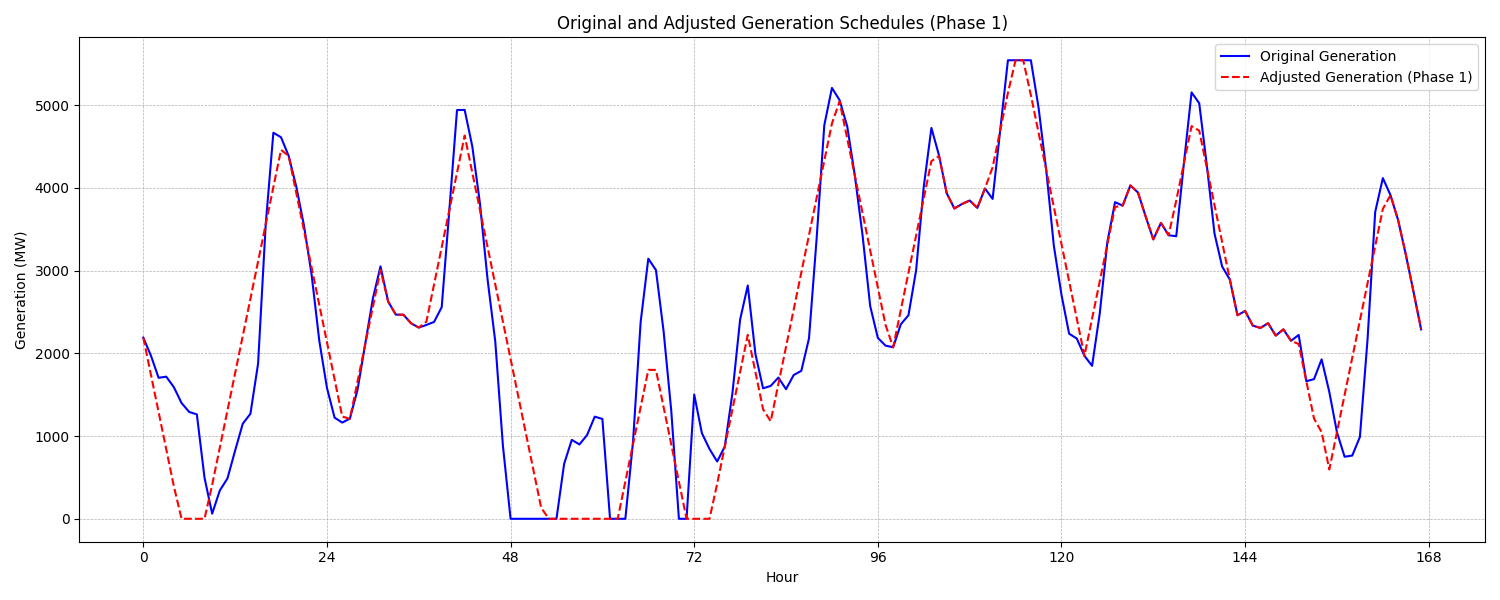 Original and Adjusted Generation Schedules (Phase 1)
Original Generation
Adjusted Generation (Phase 1)
Generation (MW)
5000
4000
3000
2000
1000
0
0 24 48 72 96 120 144 168
Hour